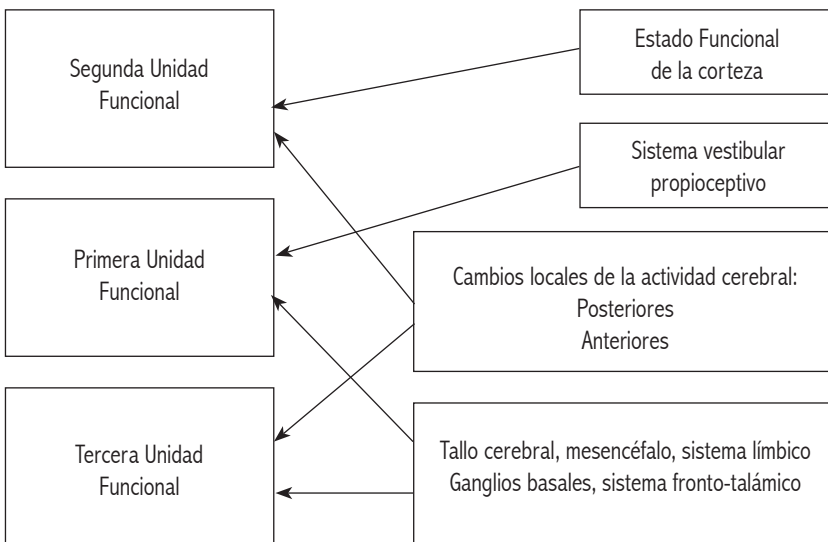 Segunda Unidad
Funcional
Estado Funcional
de la corteza
Sistema vestibular
propioceptivo
Primera Unidad
Funcional
Cambios locales de la actividad cerebral:
Posteriores
Anteriores
Tercera Unidad
Funcional
Tallo cerebral, mesencéfalo, sistema límbico
Ganglios basales, sistema fronto-talámico